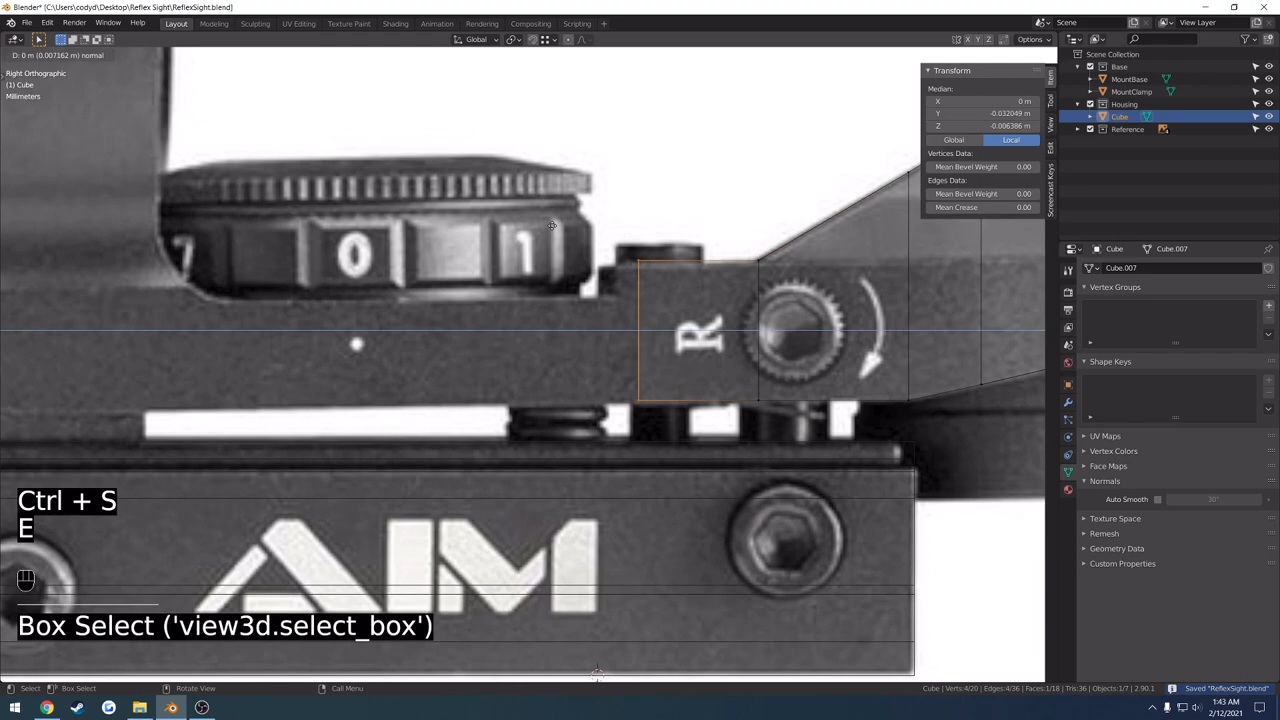 Blender* [C:\Users\codyd\Desktop\Reflex Sight\ReflexSight.blend]
File Edit Render Window Help Layout Modeling Sculpting UV Editing Texture Paint Shading Animation Rendering Compositing Scripting Scene View Layer
Global Options
D: 0 m (0.007162 m) normal
Right Orthographic
(1) Cube
Millimeters
Transform
Median:
X 0 m
Y -0.032049 m
Z -0.006386 m
Global Local
Vertices Data:
Mean Bevel Weight 0.00
Edges Data:
Mean Bevel Weight 0.00
Mean Crease 0.00
Item
Tool
View
Edit
Screencast Keys
Scene Collection
Base
MountBase
MountClamp
Housing
Cube
Reference
Cube Cube.007
Cube.007
Vertex Groups
Shape Keys
UV Maps
Vertex Colors
Face Maps
Normals
Auto Smooth 30°
Texture Space
Remesh
Geometry Data
Custom Properties
7 0 1
R
AIM
Ctrl + S
E
Box Select ('view3d.select_box')
Select Box Select Rotate View Call Menu Cube | Verts:4/20 | Edges:4/36 | Faces:1/18 | Tris:36 | Objects:1/7 | 2.90.1 Saved "ReflexSight.blend"
1:43 AM
2/12/2021